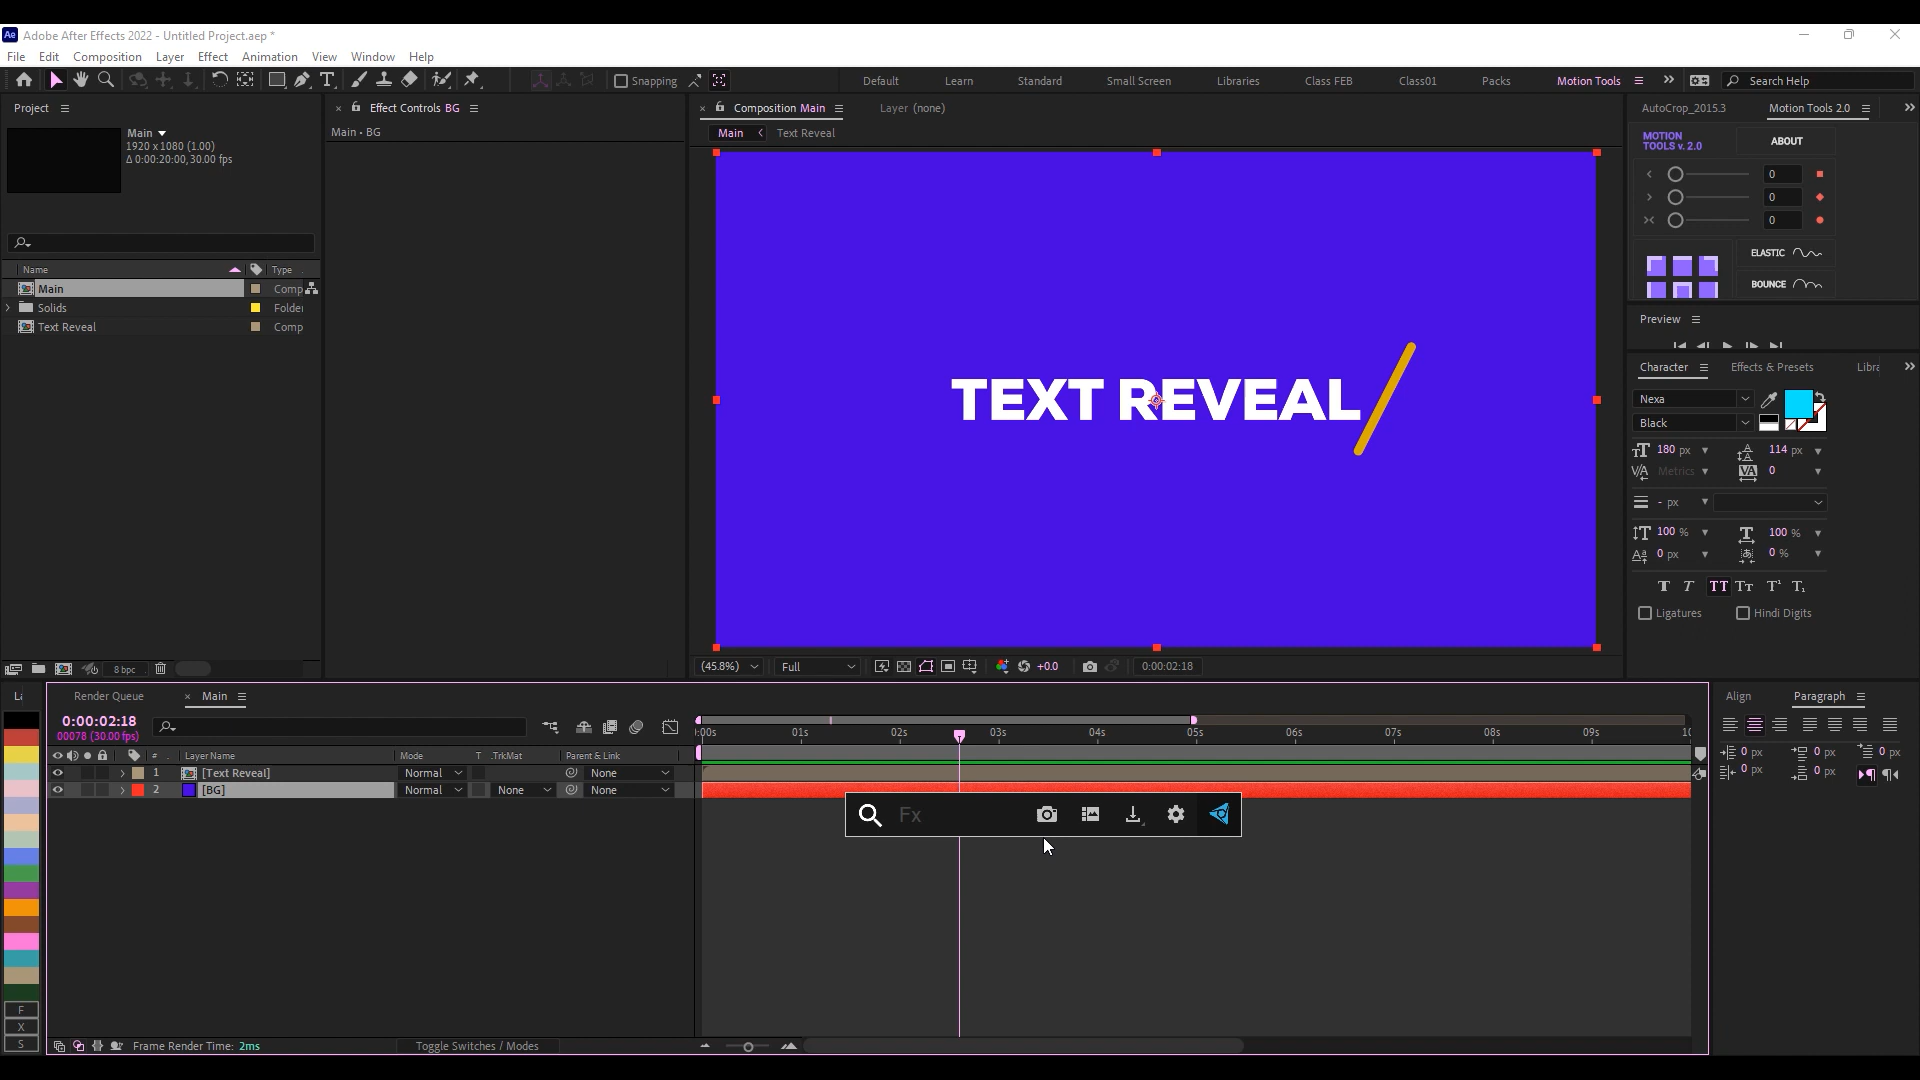 Ae Adobe After Effects 2022 - Untitled Project.aep *
File Edit Composition Layer Effect Animation View Window Help
Snapping
Default Learn Standard Small Screen Libraries Class FEB Class01 Packs Motion Tools
Search Help
Project
Main
1920 x 1080 (1.00)
Δ 0:00:20:00, 30.00 fps
Name Type
Main Comp
Solids Folder
Text Reveal Comp
8 bpc
Effect Controls BG
Main • BG
Composition Main Layer (none)
Main Text Reveal
TEXT REVEAL
(45.8%) Full +0.0 0:00:02:18
AutoCrop_2015.3 Motion Tools 2.0
MOTION
TOOLS v. 2.0
ABOUT
0
0
0
ELASTIC
BOUNCE
Preview
Character Effects & Presets Libra
Nexa
Black
180 px 114 px
Metrics 0
- px
100 % 100 %
0 px 0 %
T T TT Tт T¹ T₁
Ligatures Hindi Digits
Render Queue Main
0:00:02:18
00078 (30.00 fps)
:00s 01s 02s 03s 04s 05s 06s 07s 08s 09s 10
# Layer Name Mode T .TrkMat Parent & Link
1 [Text Reveal] Normal None
2 [BG] Normal None None
Fx
F
X
S
Frame Render Time: 2ms
Toggle Switches / Modes
Align Paragraph
0 px 0 px 0 px
0 px 0 px